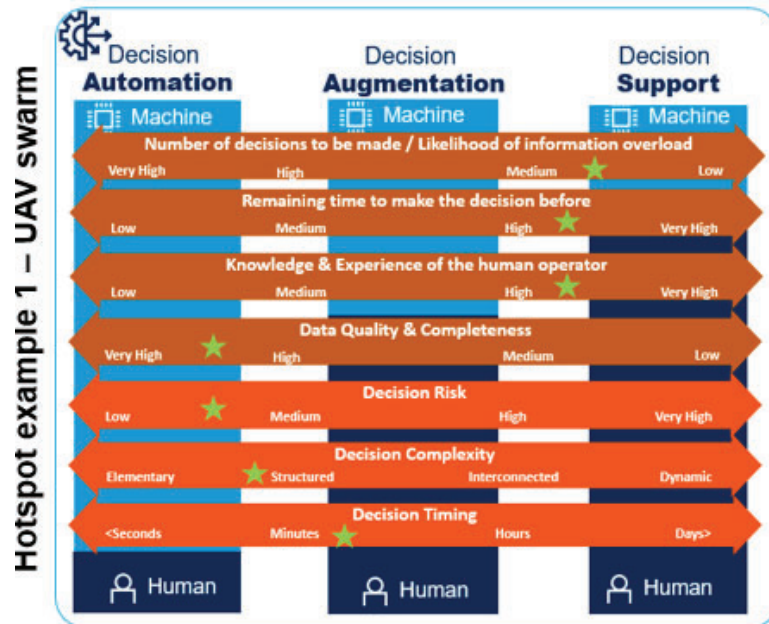 Hotspot example 1 – UAV swarm
Decision Automation
Decision Augmentation
Decision Support
Machine
Machine
Machine
Number of decisions to be made / Likelihood of information overload
Very High High Medium Low
Remaining time to make the decision before
Low Medium High Very High
Knowledge & Experience of the human operator
Low Medium High Very High
Data Quality & Completeness
Very High High Medium Low
Decision Risk
Low Medium High Very High
Decision Complexity
Elementary Structured Interconnected Dynamic
Decision Timing
<Seconds Minutes Hours Days>
Human
Human
Human